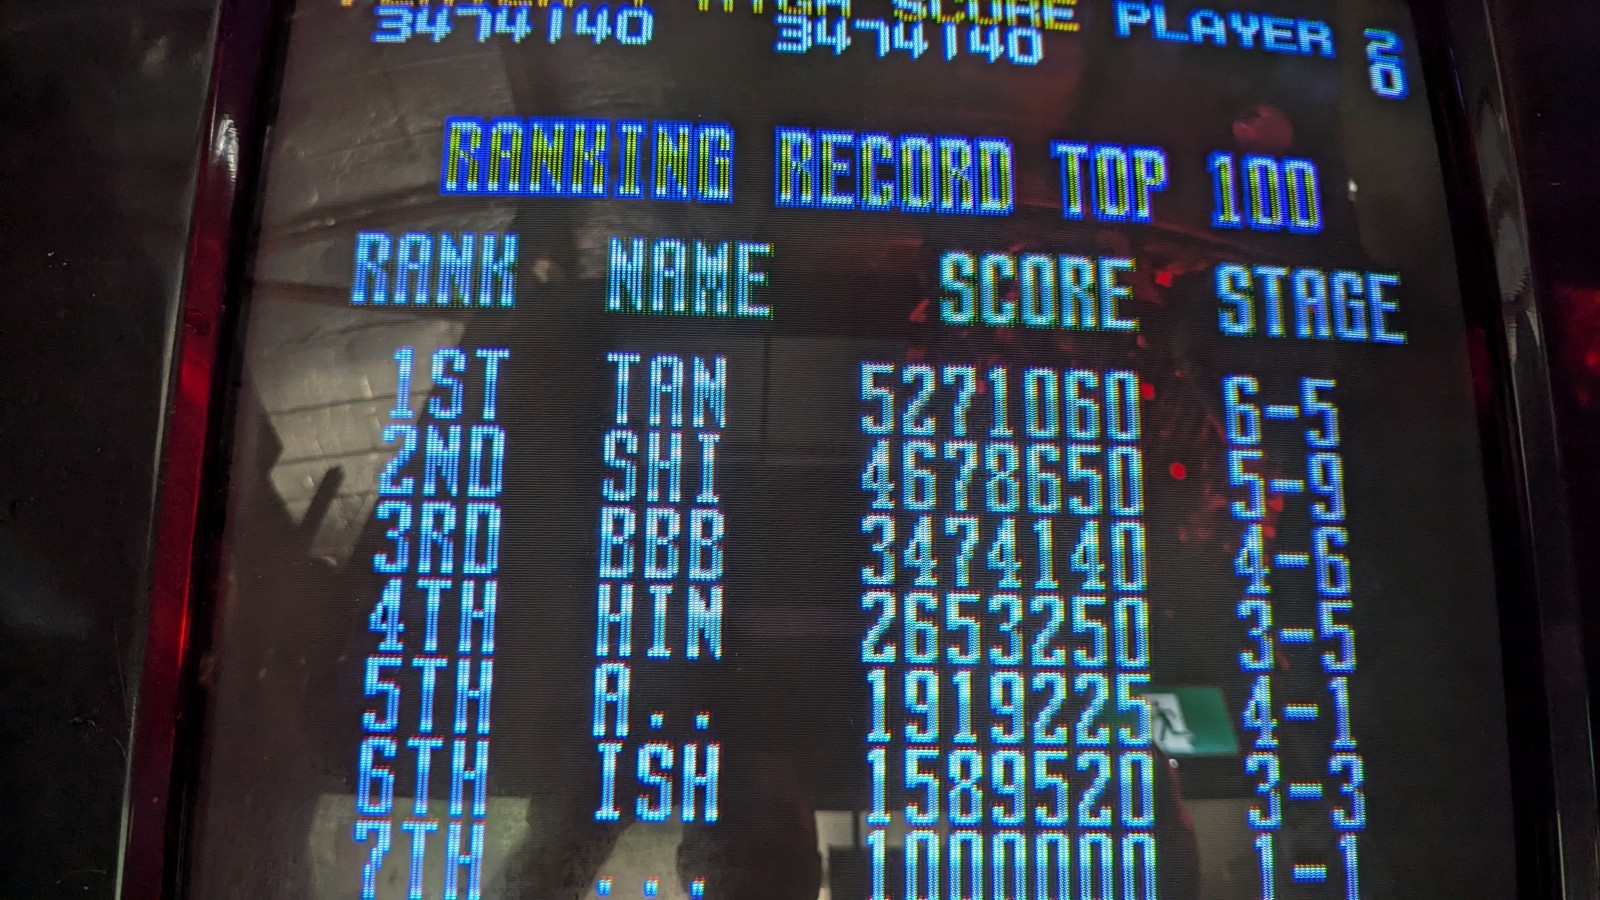 HIGH SCORE PLAYER 2
3474140 3474140 0
RANKING RECORD TOP 100
RANK NAME SCORE STAGE
1ST TAN 5271060 6-5
2ND SHI 4678650 5-9
3RD BBB 3474140 4-6
4TH HIN 2653250 3-5
5TH A.. 1919225 4-1
6TH ISH 1589520 3-3
7TH ... 1000000 1-1